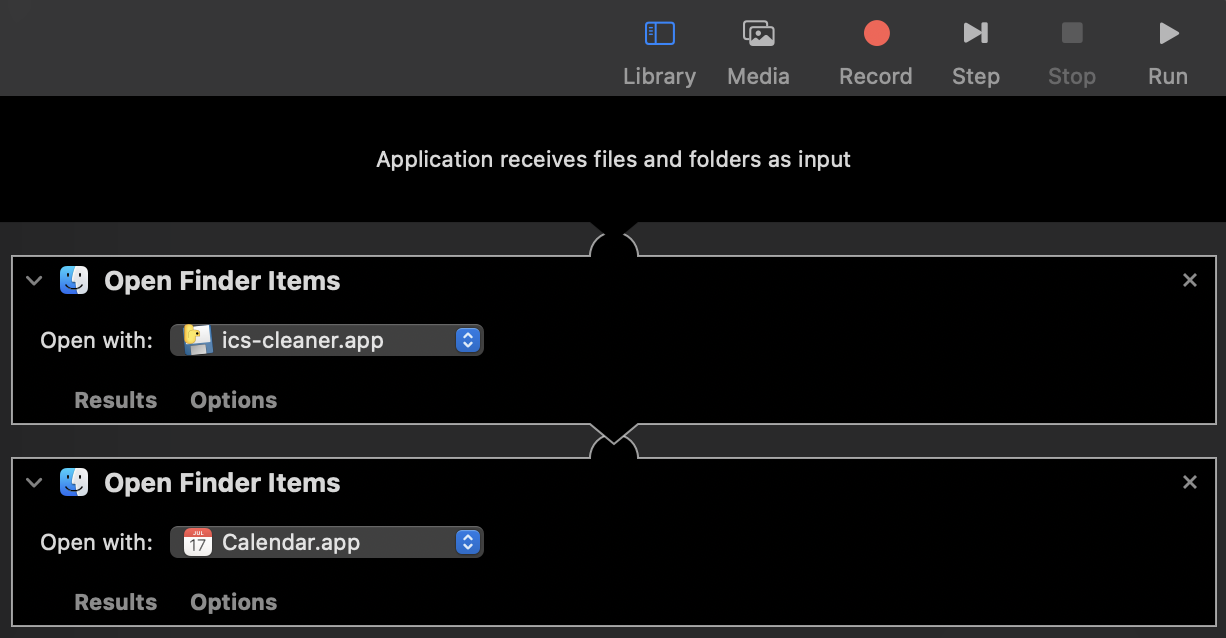 Library Media Record Step Stop Run
Application receives files and folders as input
Open Finder Items
Open with: ics-cleaner.app
Results Options
Open Finder Items
Open with: JUL 17 Calendar.app
Results Options